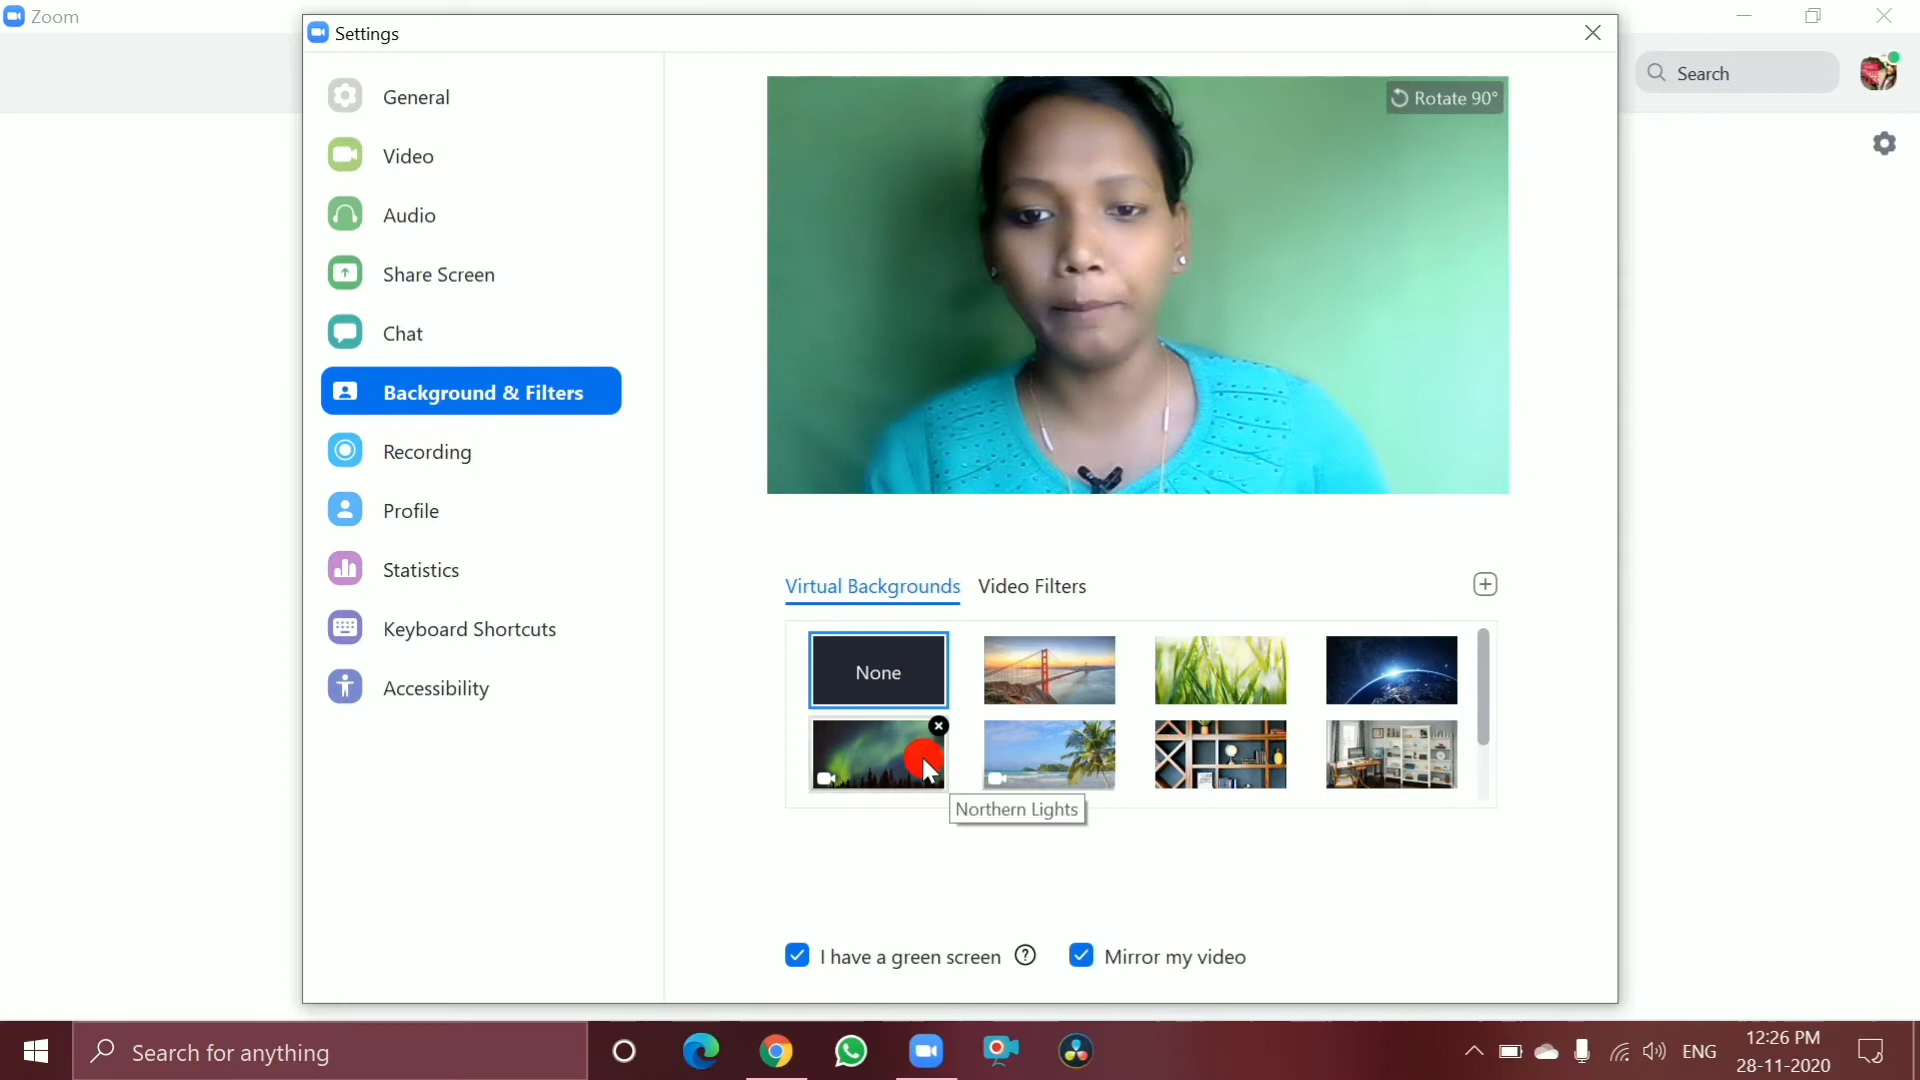 Zoom
Settings
Search
General
Video
Audio
Share Screen
Chat
Background & Filters
Recording
Profile
Statistics
Keyboard Shortcuts
Accessibility
Rotate 90°
Virtual Backgrounds Video Filters
None
Northern Lights
I have a green screen Mirror my video
Search for anything
ENG
12:26 PM
28-11-2020